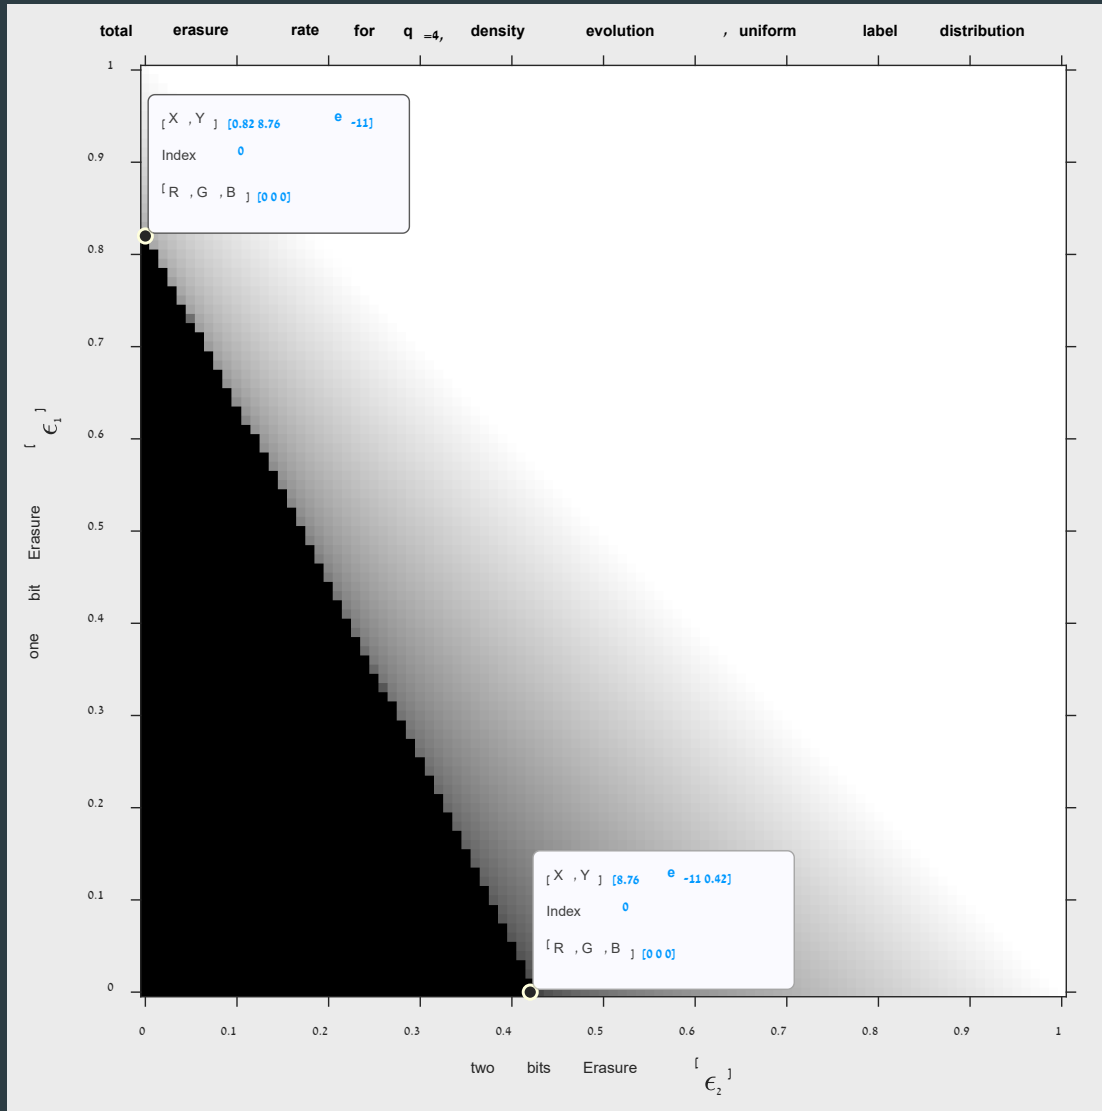 total erasure rate for q =4, density evolution , uniform label distribution
1
[X ,Y ] [0.82 8.76 e -11]
Index 0
[R ,G ,B ] [0 0 0]
0.9
0.8
0.7
0.6
0.5
0.4
0.3
0.2
0.1
0
one bit Erasure [ϵ1]
[X ,Y ] [8.76 e -11 0.42]
Index 0
[R ,G ,B ] [0 0 0]
0 0.1 0.2 0.3 0.4 0.5 0.6 0.7 0.8 0.9 1
two bits Erasure [ϵ2]